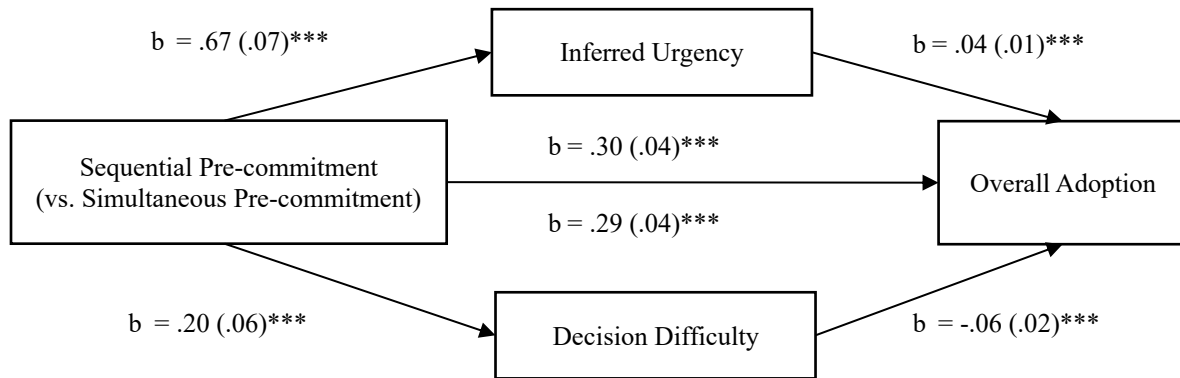 b = .67 (.07)***
Inferred Urgency
b = .04 (.01)***
Sequential Pre-commitment
(vs. Simultaneous Pre-commitment)
b = .30 (.04)***
b = .29 (.04)***
Overall Adoption
b = .20 (.06)***
Decision Difficulty
b = -.06 (.02)***